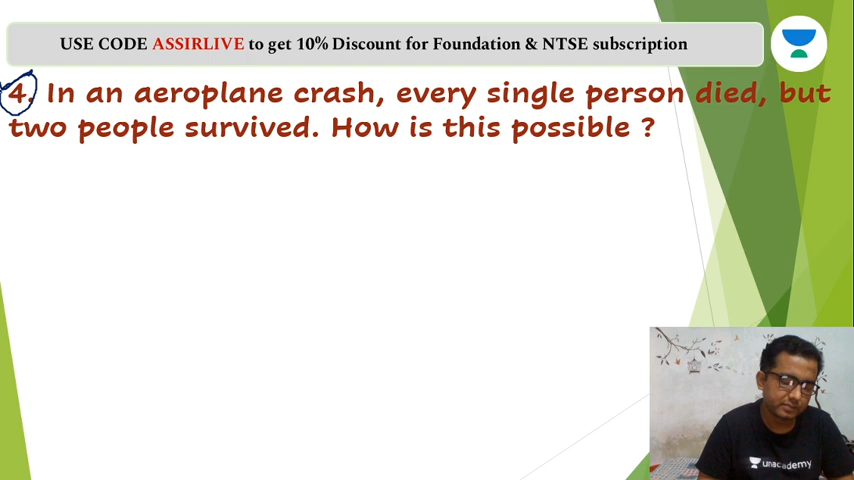 USE CODE ASSIRLIVE to get 10% Discount for Foundation & NTSE subscription
4. In an aeroplane crash, every single person died, but
two people survived. How is this possible ?
unacademy